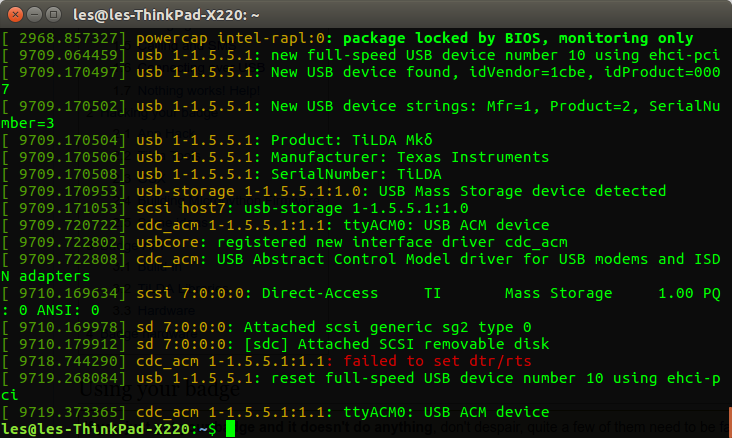 les@les-ThinkPad-X220: ~
[ 2968.857327] powercap intel-rapl:0: package locked by BIOS, monitoring only
[ 9709.064459] usb 1-1.5.5.1: new full-speed USB device number 10 using ehci-pci
[ 9709.170497] usb 1-1.5.5.1: New USB device found, idVendor=1cbe, idProduct=000
7
[ 9709.170502] usb 1-1.5.5.1: New USB device strings: Mfr=1, Product=2, SerialNu
mber=3
[ 9709.170504] usb 1-1.5.5.1: Product: TiLDA Mkδ
[ 9709.170506] usb 1-1.5.5.1: Manufacturer: Texas Instruments
[ 9709.170508] usb 1-1.5.5.1: SerialNumber: TiLDA
[ 9709.170953] usb-storage 1-1.5.5.1:1.0: USB Mass Storage device detected
[ 9709.171053] scsi host7: usb-storage 1-1.5.5.1:1.0
[ 9709.720722] cdc_acm 1-1.5.5.1:1.1: ttyACM0: USB ACM device
[ 9709.722802] usbcore: registered new interface driver cdc_acm
[ 9709.722808] cdc_acm: USB Abstract Control Model driver for USB modems and ISD
N adapters
[ 9710.169634] scsi 7:0:0:0: Direct-Access     TI       Mass Storage     1.00 PQ
: 0 ANSI: 0
[ 9710.169978] sd 7:0:0:0: Attached scsi generic sg2 type 0
[ 9710.179912] sd 7:0:0:0: [sdc] Attached SCSI removable disk
[ 9718.744290] cdc_acm 1-1.5.5.1:1.1: failed to set dtr/rts
[ 9719.268084] usb 1-1.5.5.1: reset full-speed USB device number 10 using ehci-p
ci
Using your badge
[ 9719.373365] cdc_acm 1-1.5.5.1:1.1: ttyACM0: USB ACM device
les@les-ThinkPad-X220:~$